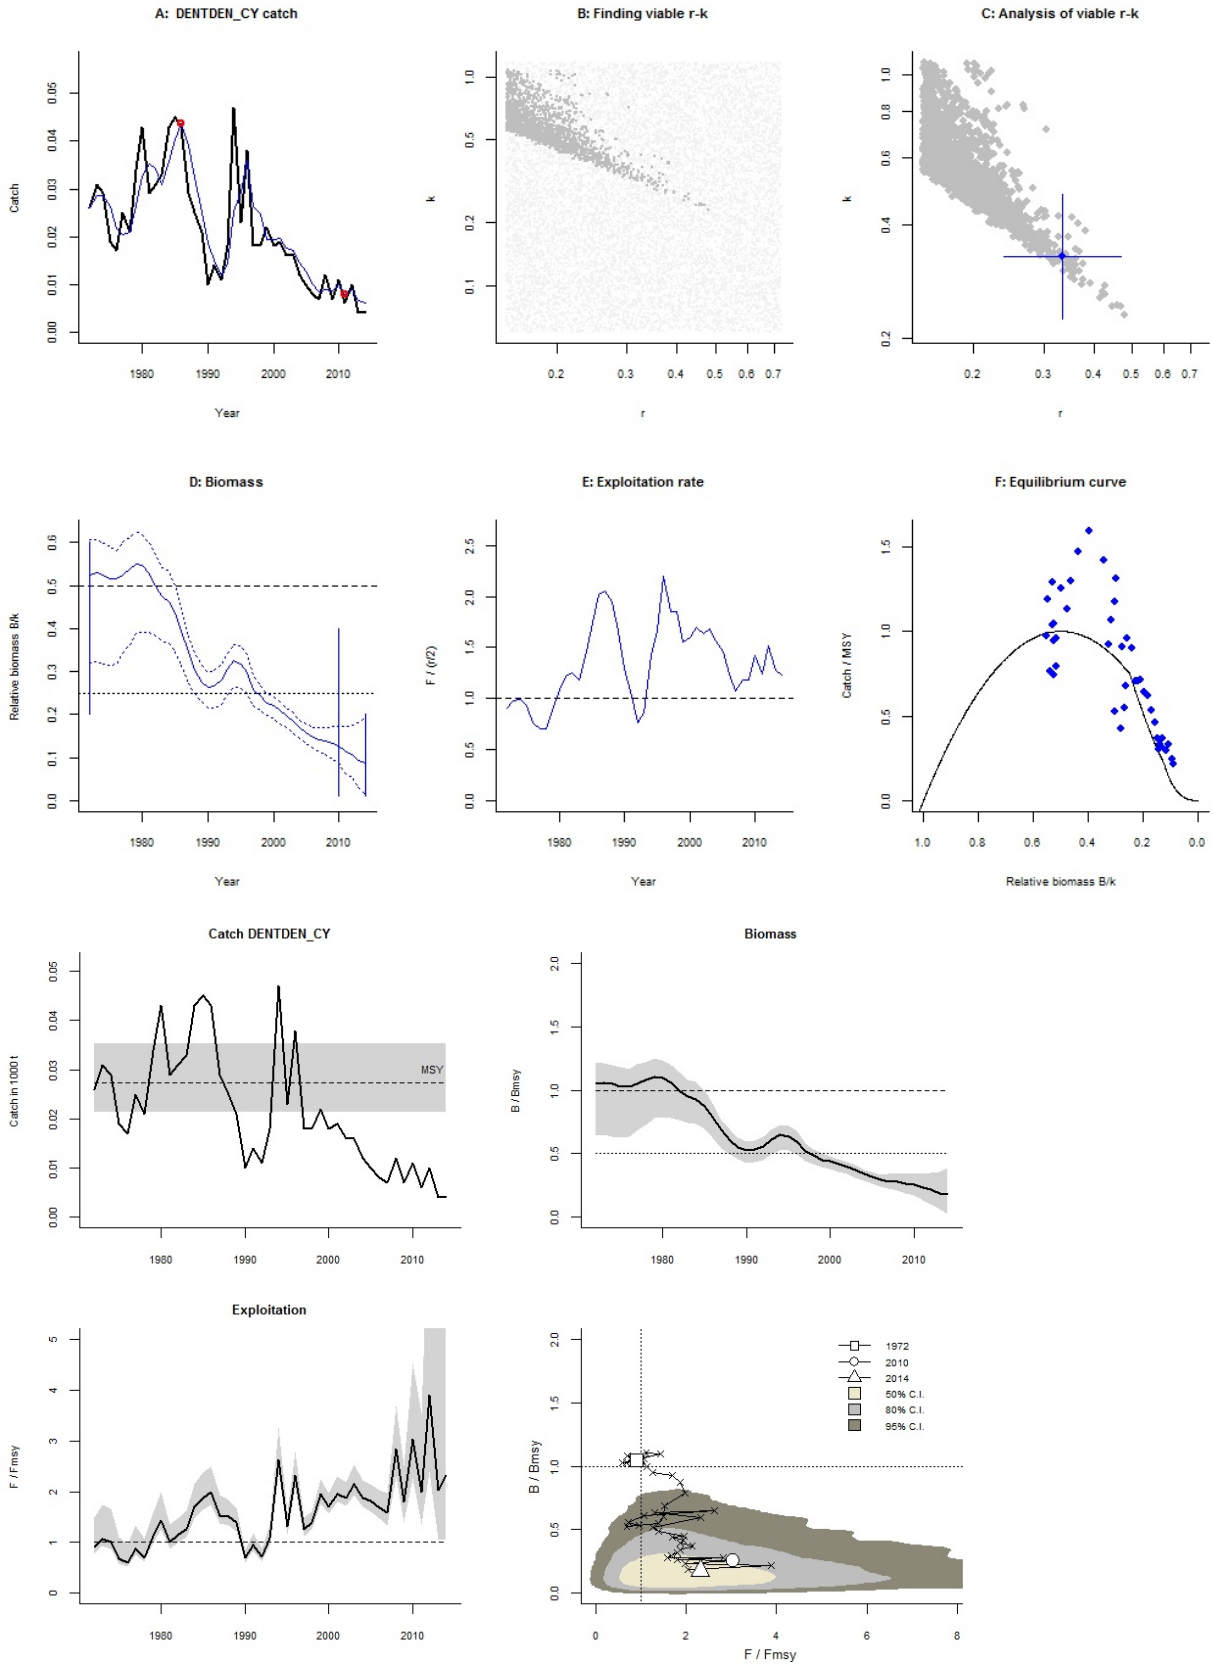 A: DENTDEN_CY catch
B: Finding viable r-k
C: Analysis of viable r-k
Catch
0.00 0.01 0.02 0.03 0.04 0.05
1980 1990 2000 2010
Year
k
0.1 0.2 0.5 1.0
0.2 0.3 0.4 0.5 0.6 0.7
r
k
0.2 0.4 0.6 0.8 1.0
0.2 0.3 0.4 0.5 0.6 0.7
r
D: Biomass
E: Exploitation rate
F: Equilibrium curve
Relative biomass B/k
0.0 0.1 0.2 0.3 0.4 0.5 0.6
1980 1990 2000 2010
Year
F / (r/2)
0.0 0.5 1.0 1.5 2.0 2.5
1980 1990 2000 2010
Year
Catch / MSY
0.0 0.5 1.0 1.5
1.0 0.8 0.6 0.4 0.2 0.0
Relative biomass B/k
Catch DENTDEN_CY
Biomass
Catch in 1000 t
0.00 0.01 0.02 0.03 0.04 0.05
MSY
1980 1990 2000 2010
B / Bmsy
0.0 0.5 1.0 1.5 2.0
1980 1990 2000 2010
Exploitation
F / Fmsy
0 1 2 3 4 5
1980 1990 2000 2010
B / Bmsy
0.0 0.5 1.0 1.5 2.0
1972
2010
2014
50% C.I.
80% C.I.
95% C.I.
0 2 4 6 8
F / Fmsy